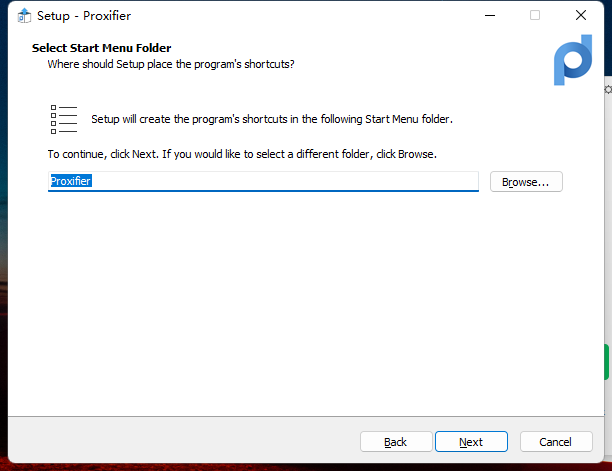 Setup - Proxifier
Select Start Menu Folder
Where should Setup place the program's shortcuts?
Setup will create the program's shortcuts in the following Start Menu folder.
To continue, click Next. If you would like to select a different folder, click Browse.
Proxifier
Browse...
Back
Next
Cancel